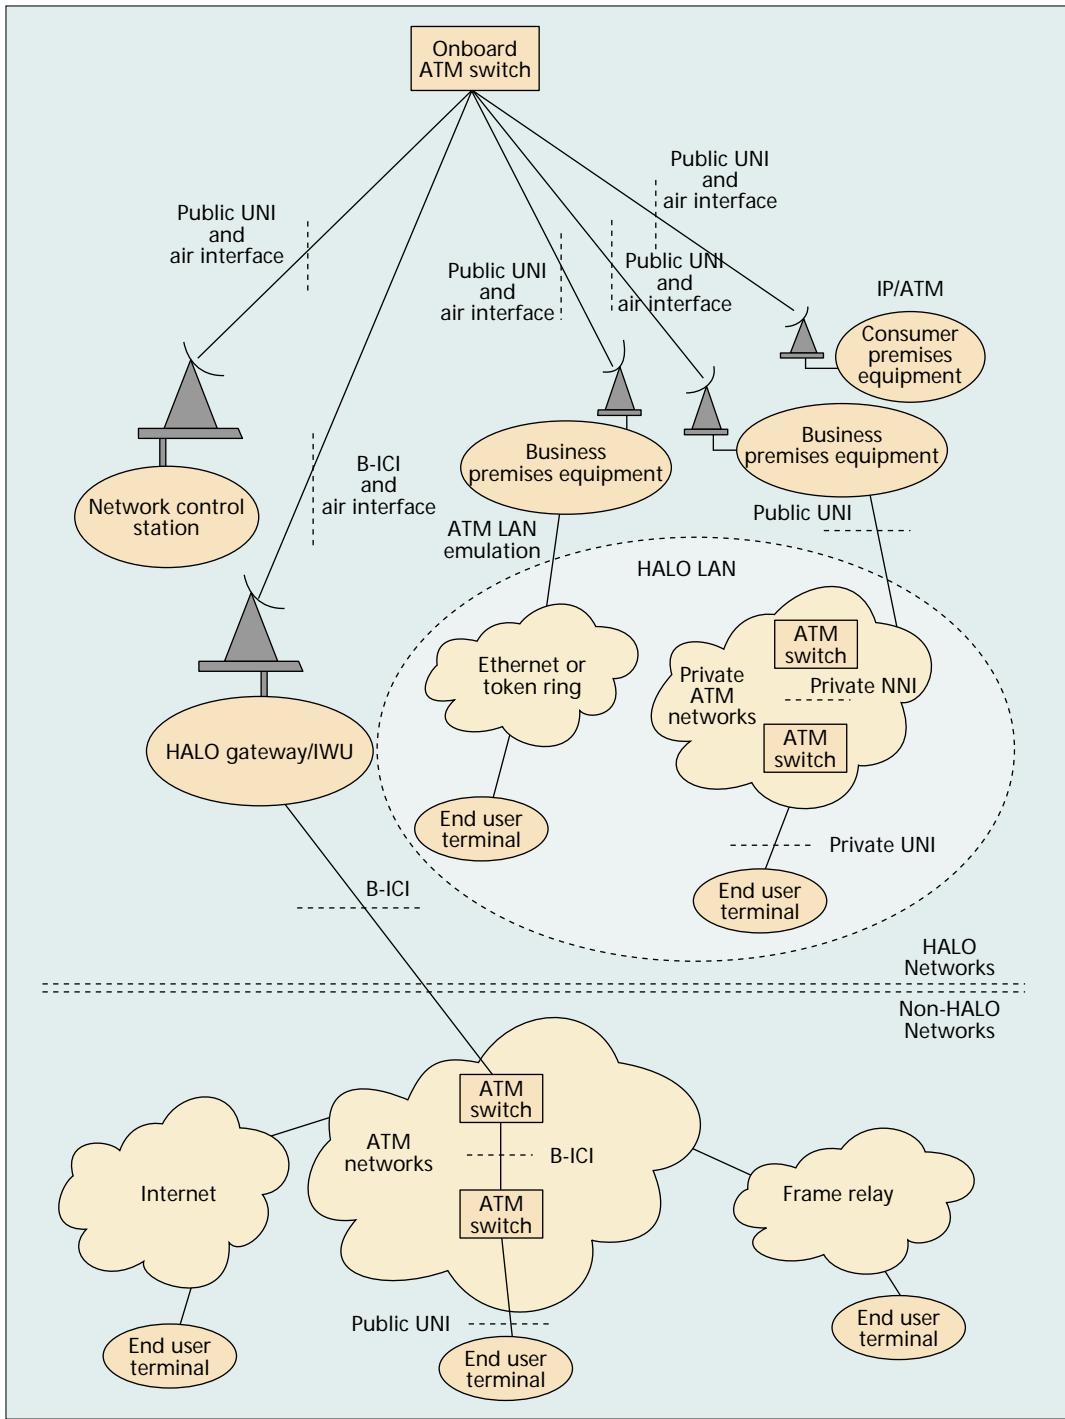 Onboard
ATM switch
Public UNI
and
air interface
Public UNI
and
air interface
Public UNI
and
air interface
Public UNI
and
air interface
IP/ATM
Consumer
premises
equipment
Business
premises equipment
Business
premises equipment
B-ICI
and
air interface
Network control
station
Public UNI
ATM LAN
emulation
HALO LAN
ATM
switch
Ethernet or
token ring
Private
ATM
networks
Private NNI
ATM
switch
HALO gateway/IWU
End user
terminal
Private UNI
End user
terminal
B-ICI
HALO
Networks
Non-HALO
Networks
ATM
switch
ATM
networks
B-ICI
Internet
ATM
switch
Frame relay
Public UNI
End user
terminal
End user
terminal
End user
terminal